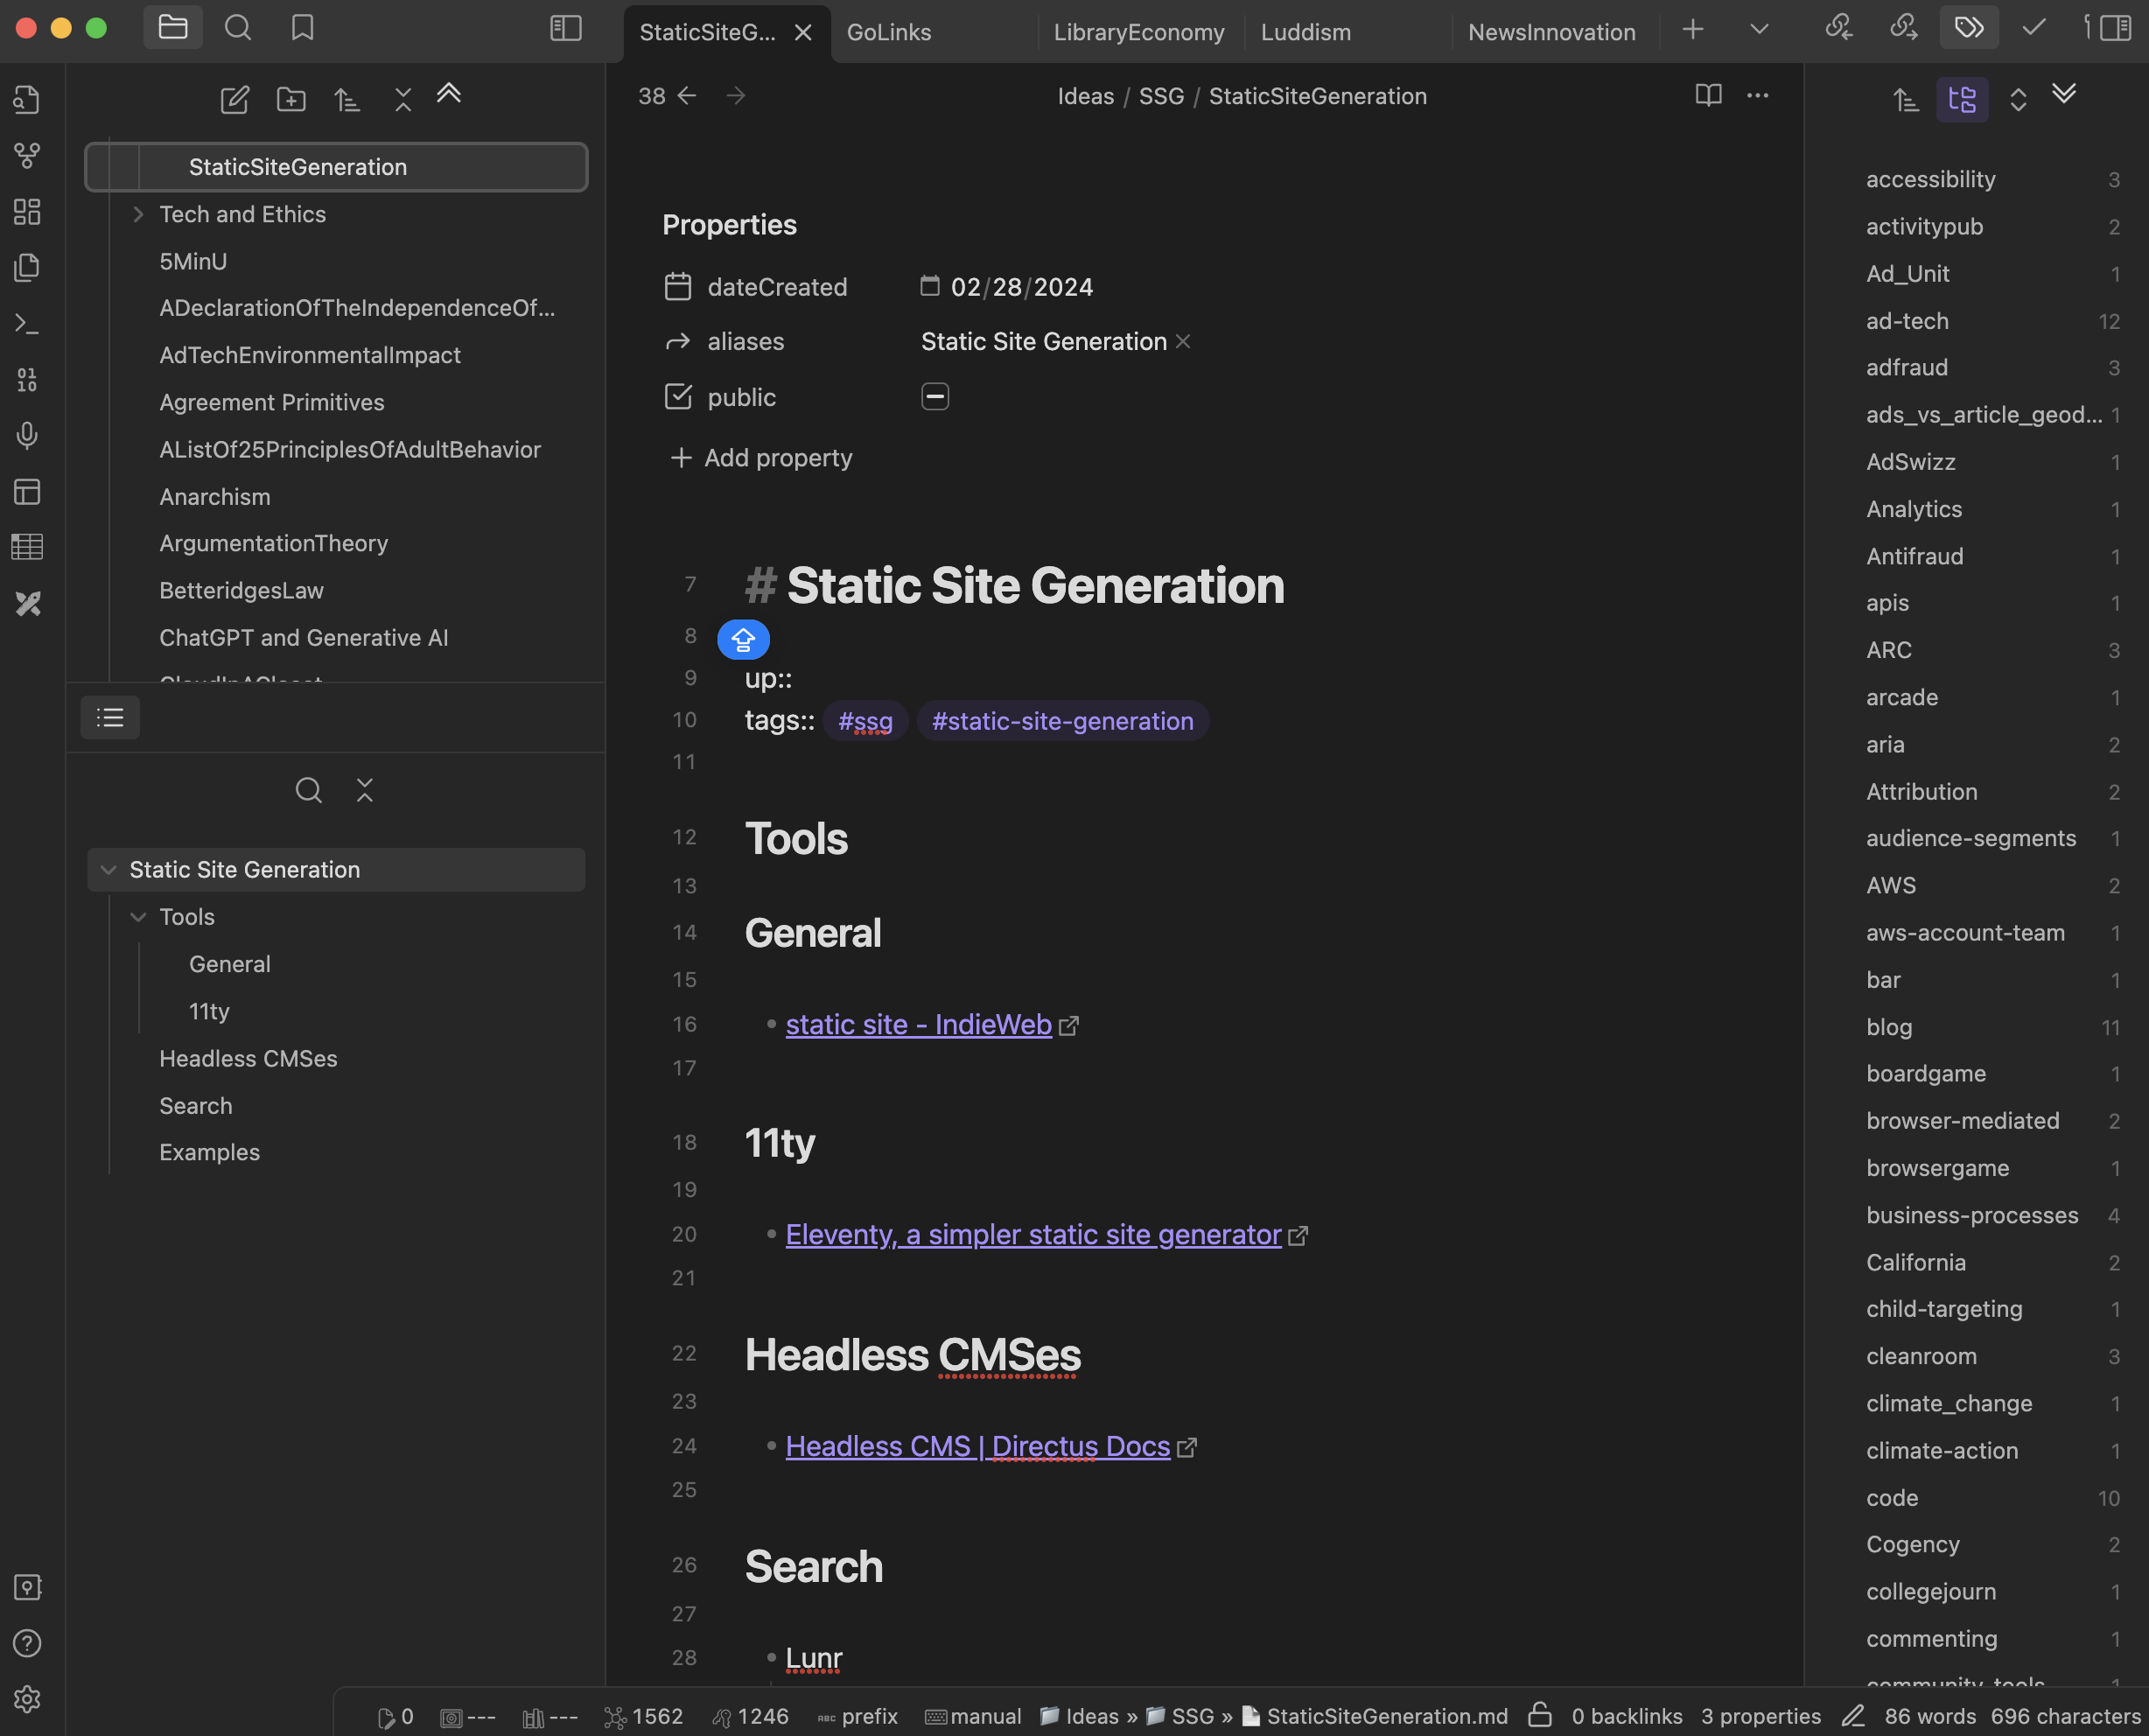 StaticSiteG...
GoLinks
LibraryEconomy
Luddism
NewsInnovation
StaticSiteGeneration
Tech and Ethics
5MinU
ADeclarationOfTheIndependenceOf...
AdTechEnvironmentalImpact
Agreement Primitives
AListOf25PrinciplesOfAdultBehavior
Anarchism
ArgumentationTheory
BetteridgesLaw
ChatGPT and Generative AI
Static Site Generation
Tools
General
11ty
Headless CMSes
Search
Examples
38
Ideas / SSG / StaticSiteGeneration
Properties
dateCreated 02/28/2024
aliases Static Site Generation
public
Add property
7 # Static Site Generation
8
9 up::
10 tags:: #ssg #static-site-generation
11
12 Tools
13
14 General
15
16 static site - IndieWeb
17
18 11ty
19
20 Eleventy, a simpler static site generator
21
22 Headless CMSes
23
24 Headless CMS | Directus Docs
25
26 Search
27
28 Lunr
accessibility 3
activitypub 2
Ad_Unit 1
ad-tech 12
adfraud 3
ads_vs_article_geod... 1
AdSwizz 1
Analytics 1
Antifraud 1
apis 1
ARC 3
arcade 1
aria 2
Attribution 2
audience-segments 1
AWS 2
aws-account-team 1
bar 1
blog 11
boardgame 1
browser-mediated 2
browsergame 1
business-processes 4
California 2
child-targeting 1
cleanroom 3
climate_change 1
climate-action 1
code 10
Cogency 2
collegejourn 1
commenting 1
0 --- --- 1562 1246 ABC prefix manual Ideas » SSG » StaticSiteGeneration.md 0 backlinks 3 properties 86 words 696 characters